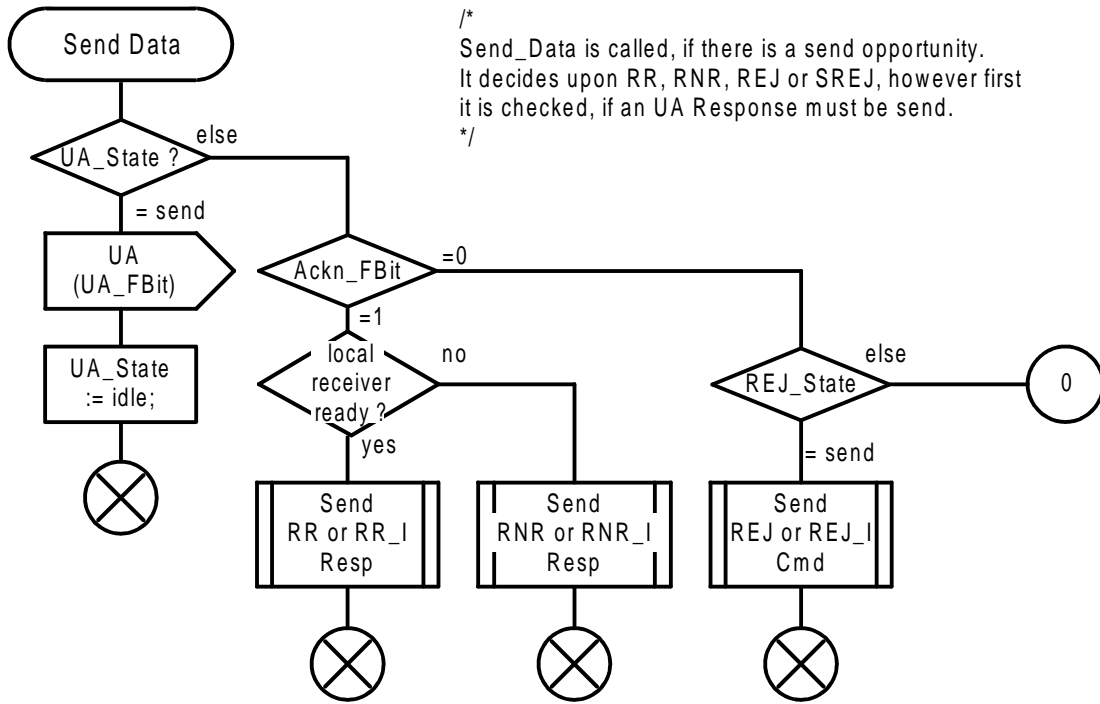 Send Data
/*
Send_Data is called, if there is a send opportunity.
It decides upon RR, RNR, REJ or SREJ, however first
it is checked, if an UA Response must be send.
*/
UA_State ?
else
= send
UA
(UA_FBit)
UA_State
:= idle;
Ackn_FBit
=0
=1
local
receiver
ready ?
no
yes
REJ_State
else
0
= send
Send
RR or RR_I
Resp
Send
RNR or RNR_I
Resp
Send
REJ or REJ_I
Cmd